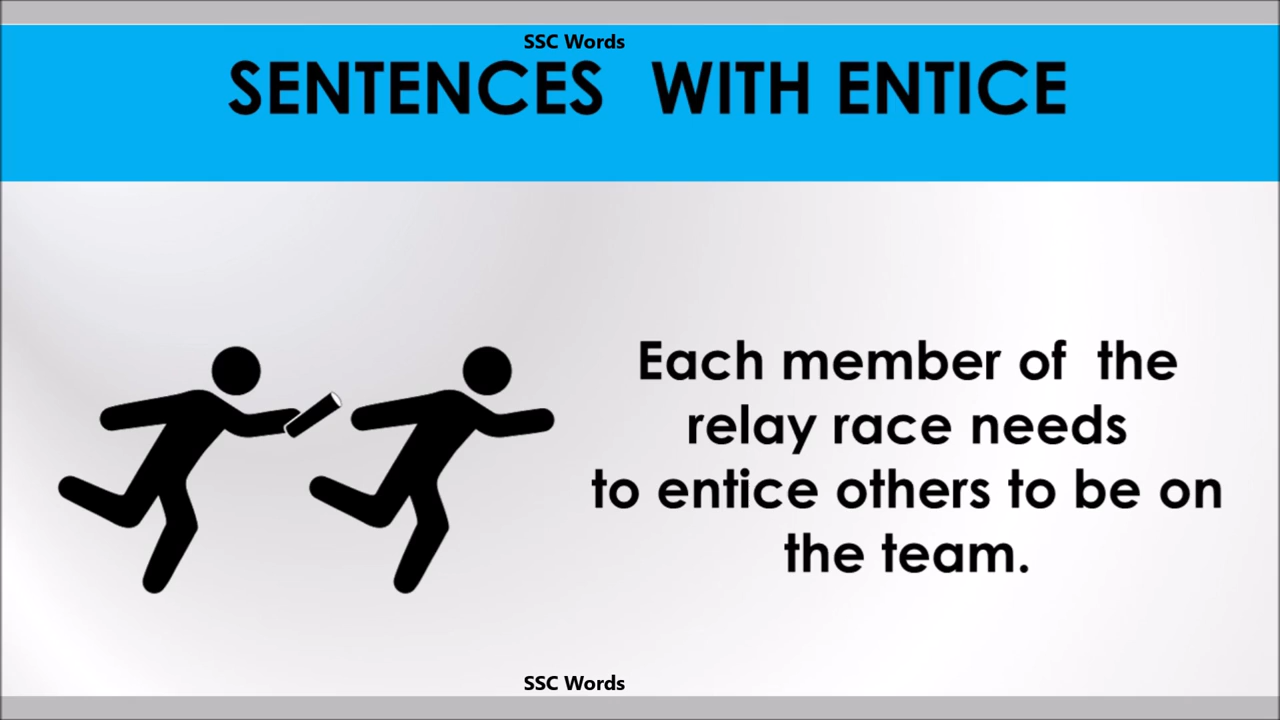 SSC Words
SENTENCES WITH ENTICE
Each member of the
relay race needs
to entice others to be on
the team.
SSC Words